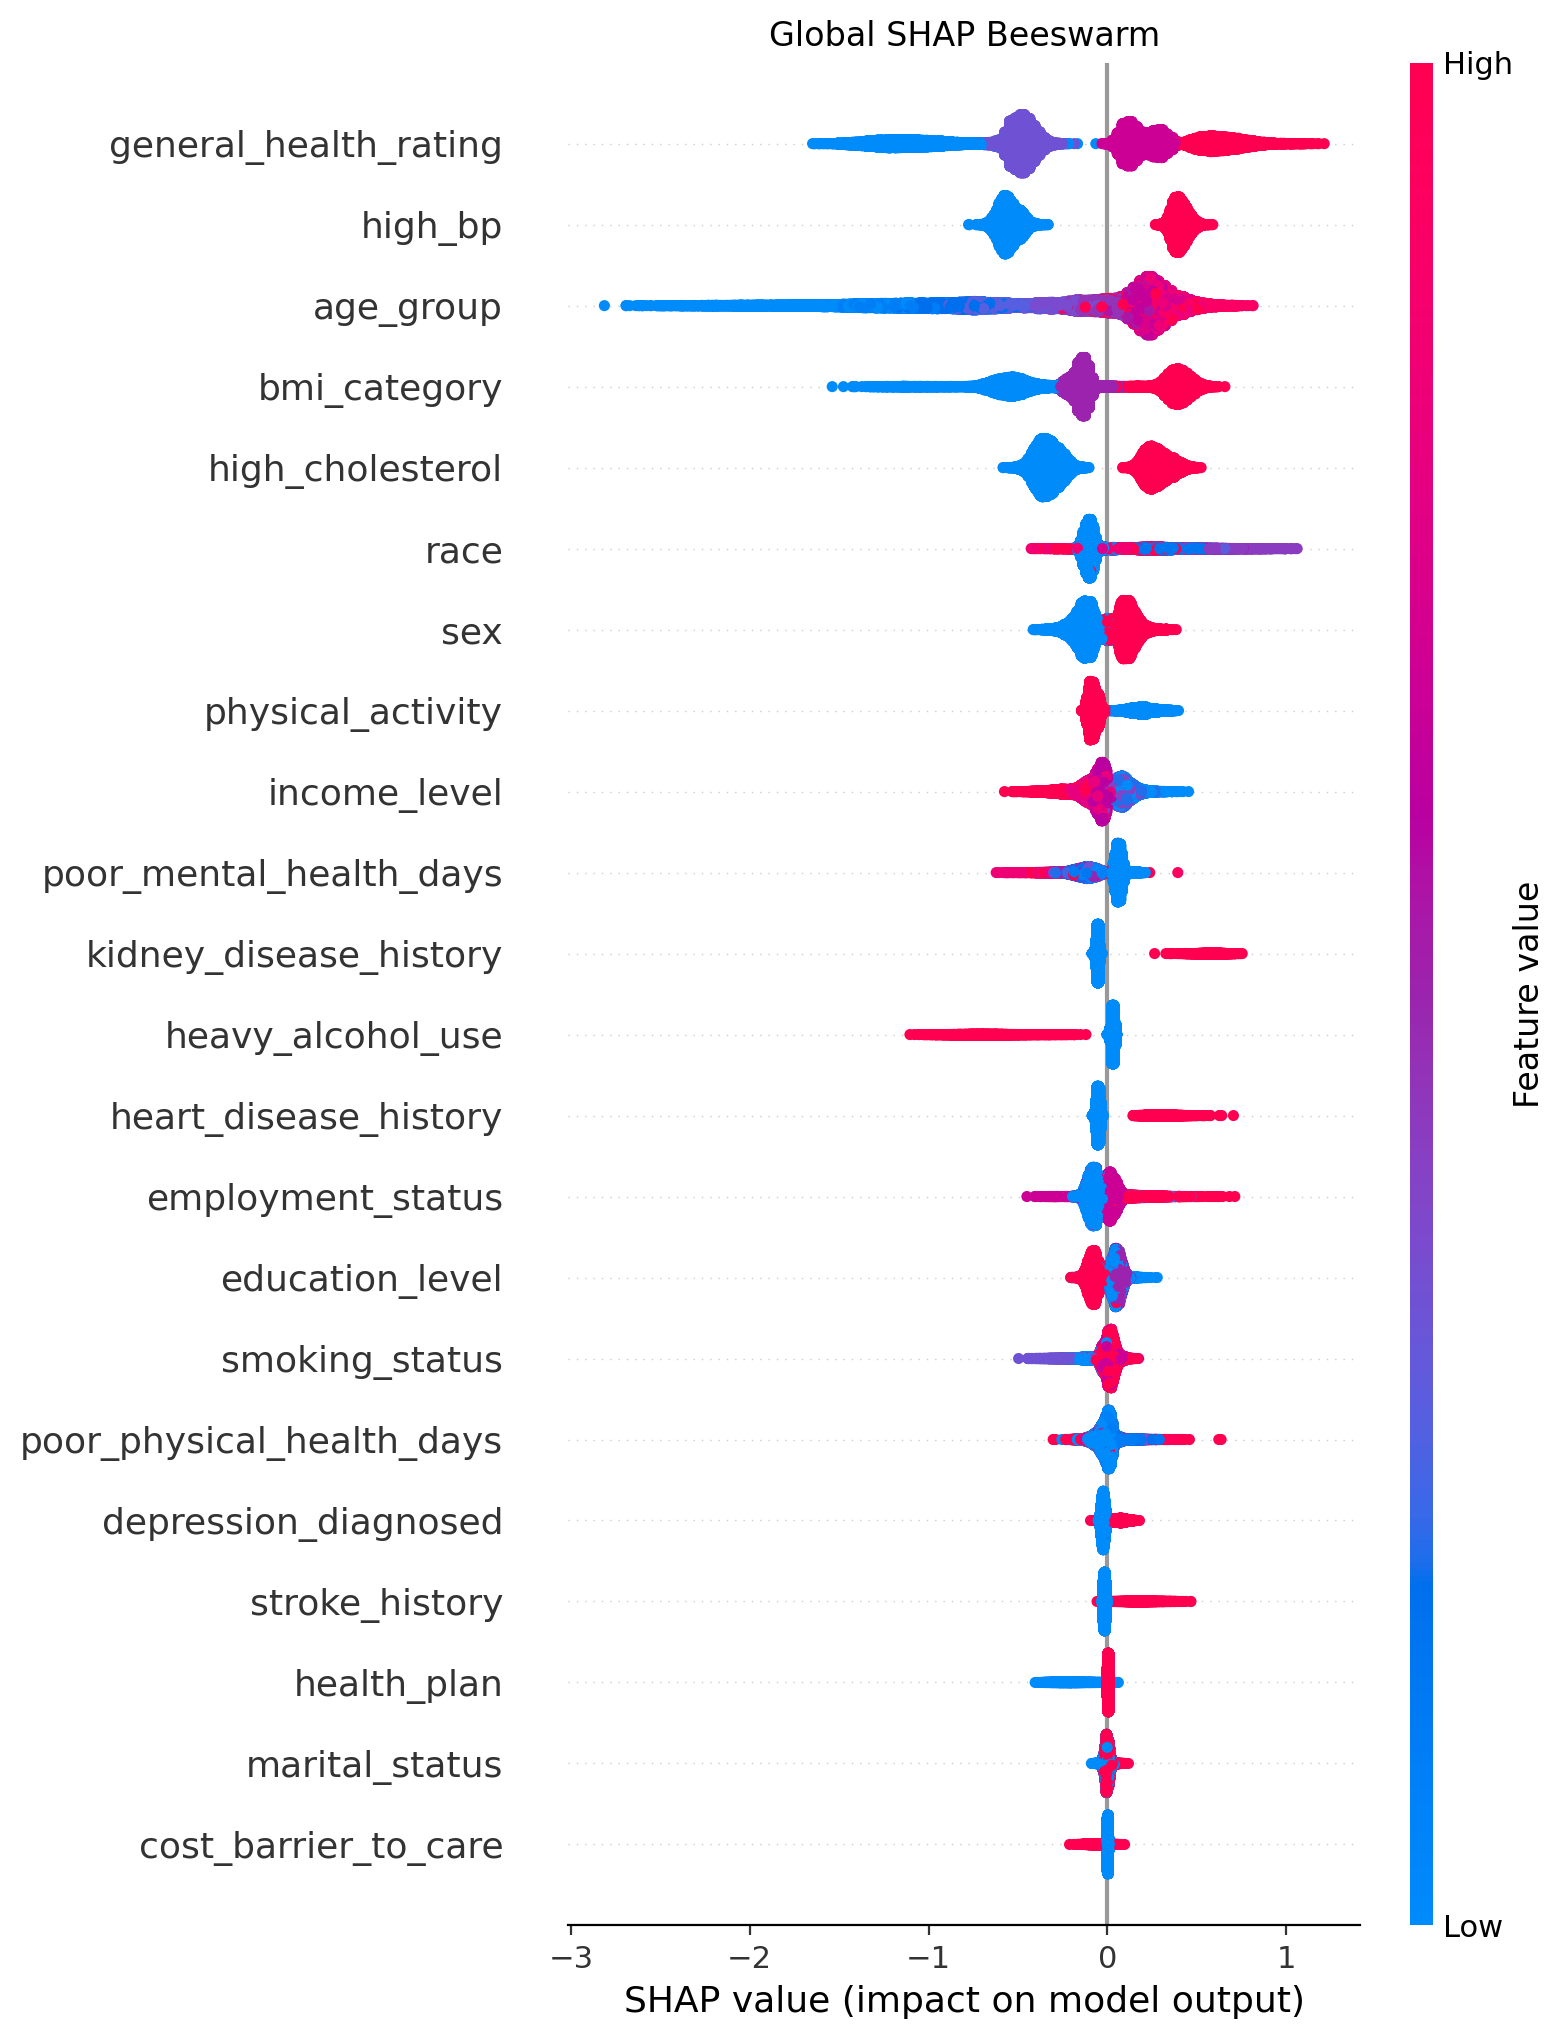 Global SHAP Beeswarm
High
general_health_rating
high_bp
age_group
bmi_category
high_cholesterol
race
sex
physical_activity
income_level
poor_mental_health_days
kidney_disease_history
heavy_alcohol_use
heart_disease_history
employment_status
education_level
smoking_status
poor_physical_health_days
depression_diagnosed
stroke_history
health_plan
marital_status
cost_barrier_to_care
Feature value
Low
−3 −2 −1 0 1
SHAP value (impact on model output)